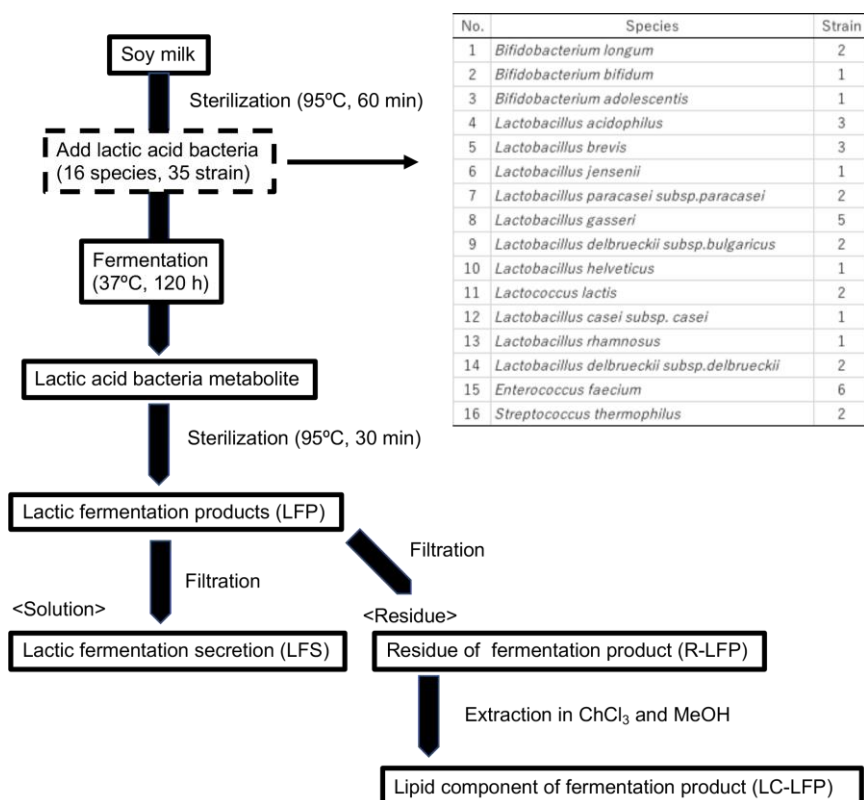 Soy milk
Sterilization (95ºC, 60 min)
Add lactic acid bacteria
(16 species, 35 strain)
Fermentation
(37ºC, 120 h)
Lactic acid bacteria metabolite
Sterilization (95ºC, 30 min)
Lactic fermentation products (LFP)
Filtration
Filtration
<Solution>
<Residue>
Lactic fermentation secretion (LFS)
Residue of fermentation product (R-LFP)
Extraction in ChCl₃ and MeOH
Lipid component of fermentation product (LC-LFP)
No. Species Strain
1 Bifidobacterium longum 2
2 Bifidobacterium bifidum 1
3 Bifidobacterium adolescentis 1
4 Lactobacillus acidophilus 3
5 Lactobacillus brevis 3
6 Lactobacillus jensenii 1
7 Lactobacillus paracasei subsp.paracasei 2
8 Lactobacillus gasseri 5
9 Lactobacillus delbrueckii subsp.bulgaricus 2
10 Lactobacillus helveticus 1
11 Lactococcus lactis 2
12 Lactobacillus casei subsp. casei 1
13 Lactobacillus rhamnosus 1
14 Lactobacillus delbrueckii subsp.delbrueckii 2
15 Enterococcus faecium 6
16 Streptococcus thermophilus 2